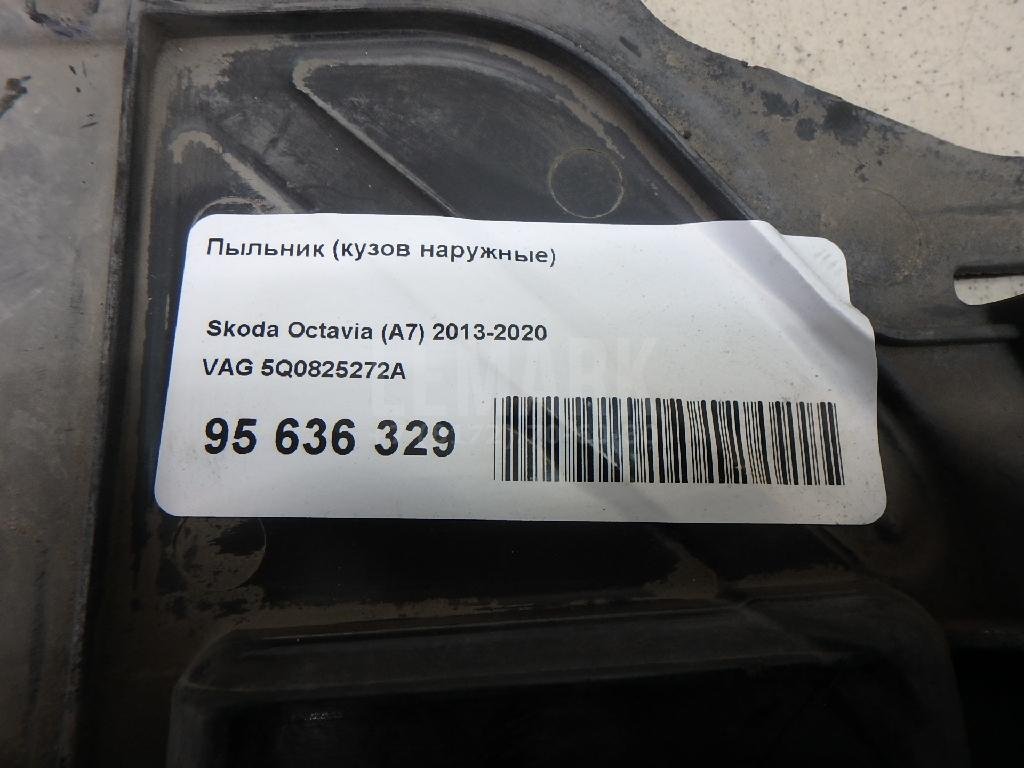 Пыльник (кузов наружные)
Skoda Octavia (A7) 2013-2020
VAG 5Q0825272A
95 636 329